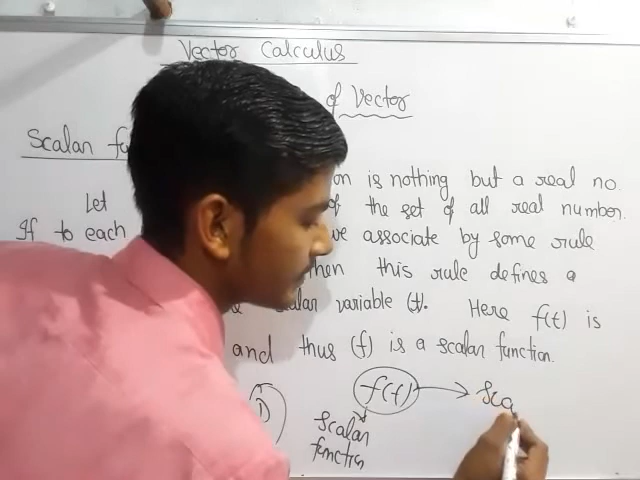 Vector Calculus
of Vector
Scalar
on is nothing but a real no.
Let of the set of all real number.
If to each we associate by some rule
then this rule defines a
scalar variable (t). Here f(t) is
and thus (f) is a scalar function.
D f(t) → Sca
Scalar
function